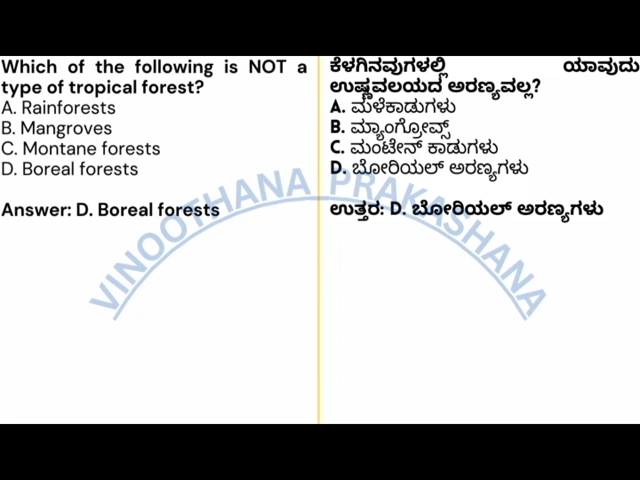 Which of the following is NOT a
type of tropical forest?
A. Rainforests
B. Mangroves
C. Montane forests
D. Boreal forests
Answer: D. Boreal forests
ಕೆಳಗಿನವುಗಳಲ್ಲಿ ಯಾವುದು
ಉಷ್ಣವಲಯದ ಅರಣ್ಯವಲ್ಲ?
A. ಮಳೆಕಾಡುಗಳು
B. ಮ್ಯಾಂಗ್ರೋವ್ಸ್
C. ಮಂಟೇನ್ ಕಾಡುಗಳು
D. ಬೋರಿಯಲ್ ಅರಣ್ಯಗಳು
ಉತ್ತರ: D. ಬೋರಿಯಲ್ ಅರಣ್ಯಗಳು
VINOOTHANA PRAKASHANA